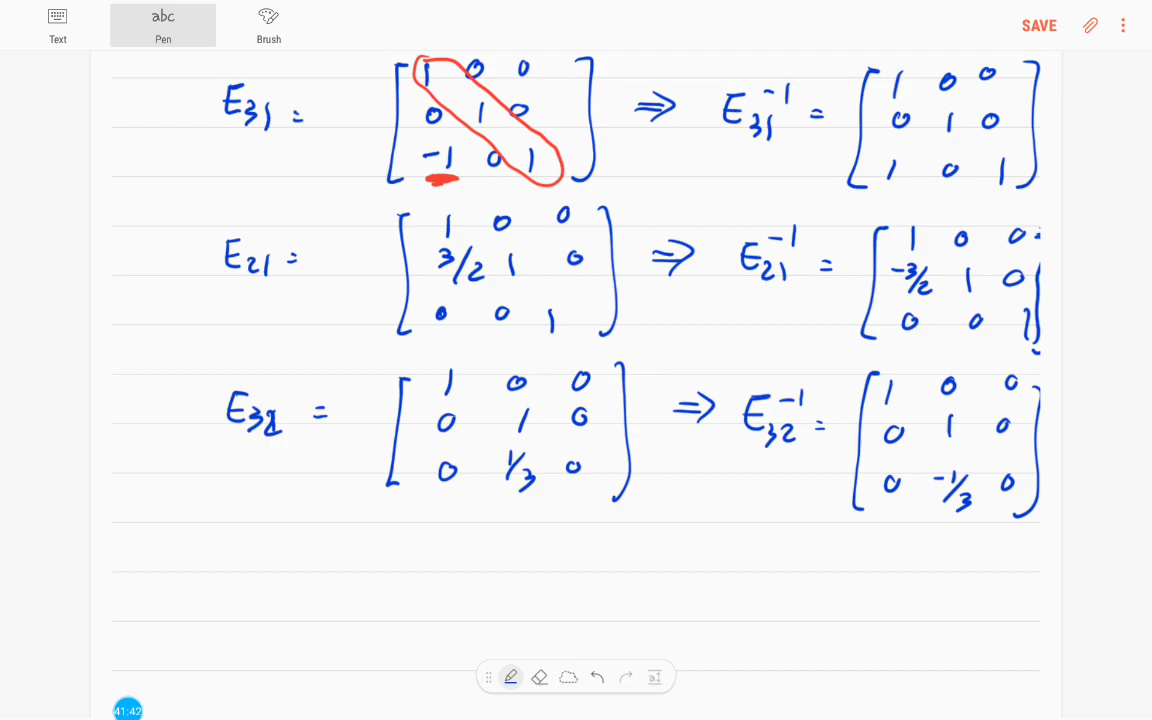 Text abc Pen Brush SAVE
E31 = [ 1 0 0 ⇒ E31^-1 = [ 1 0 0
0 1 0 0 1 0
-1 0 1 ] 1 0 1 ]
E21 = [ 1 0 0 ⇒ E21^-1 = [ 1 0 0
3/2 1 0 -3/2 1 0
0 0 1 ] 0 0 1 ]
E32 = [ 1 0 0 ⇒ E32^-1 = [ 1 0 0
0 1 0 0 1 0
0 1/3 0 ] 0 -1/3 0 ]
41:42